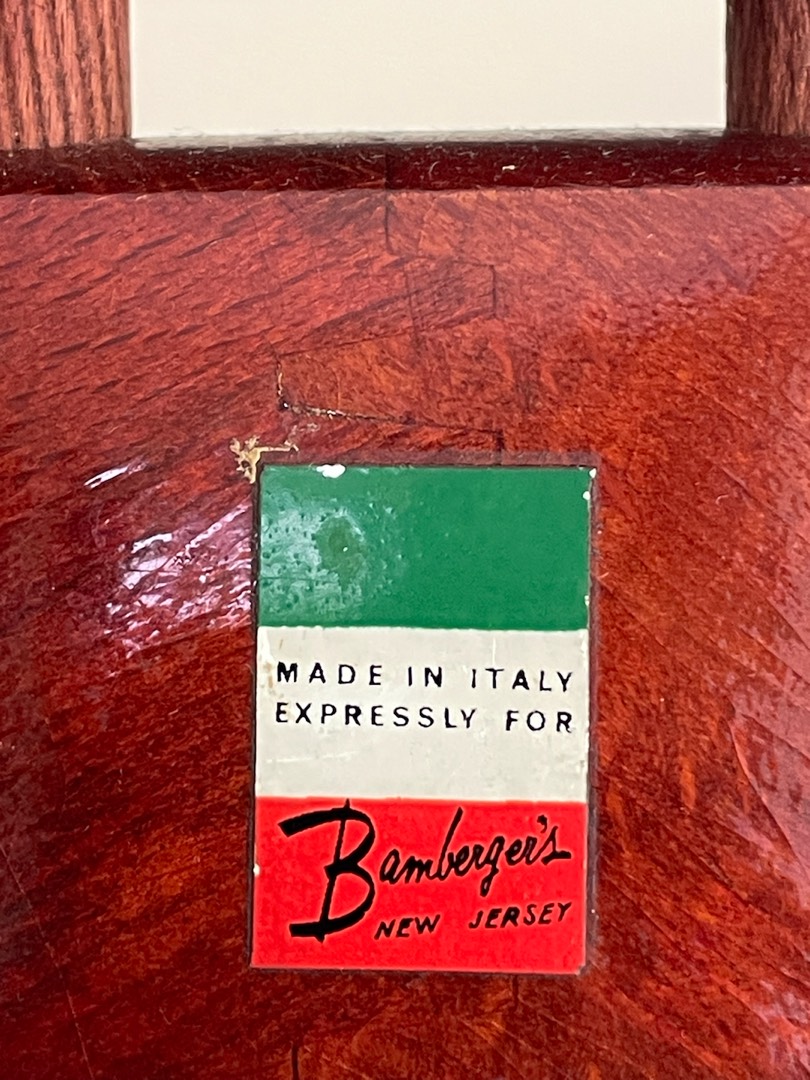 MADE IN ITALY
EXPRESSLY FOR
Bamberger's
NEW JERSEY